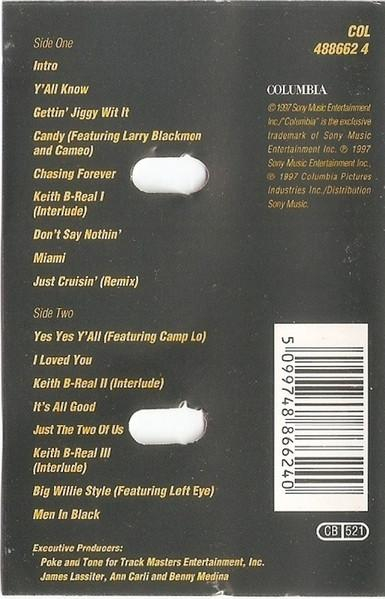 Side One
Intro
Y'All Know
Gettin' Jiggy Wit It
Candy (Featuring Larry Blackmon
and Cameo)
Chasing Forever
Keith B-Real I
(Interlude)
Don't Say Nothin'
Miami
Just Cruisin' (Remix)
Side Two
Yes Yes Y'All (Featuring Camp Lo)
I Loved You
Keith B-Real II (Interlude)
It's All Good
Just The Two Of Us
Keith B-Real III
(Interlude)
Big Willie Style (Featuring Left Eye)
Men In Black
Executive Producers:
Poke and Tone for Track Masters Entertainment, Inc.
James Lassiter, Ann Carli and Benny Medina
COL
488662 4
COLUMBIA
© 1997 Sony Music Entertainment
Inc./"Columbia" is the exclusive
trademark of Sony Music
Entertainment Inc. ℗ 1997
Sony Music Entertainment Inc.,
℗ 1997 Columbia Pictures
Industries Inc./Distribution
Sony Music.
5099748866240
CB 521